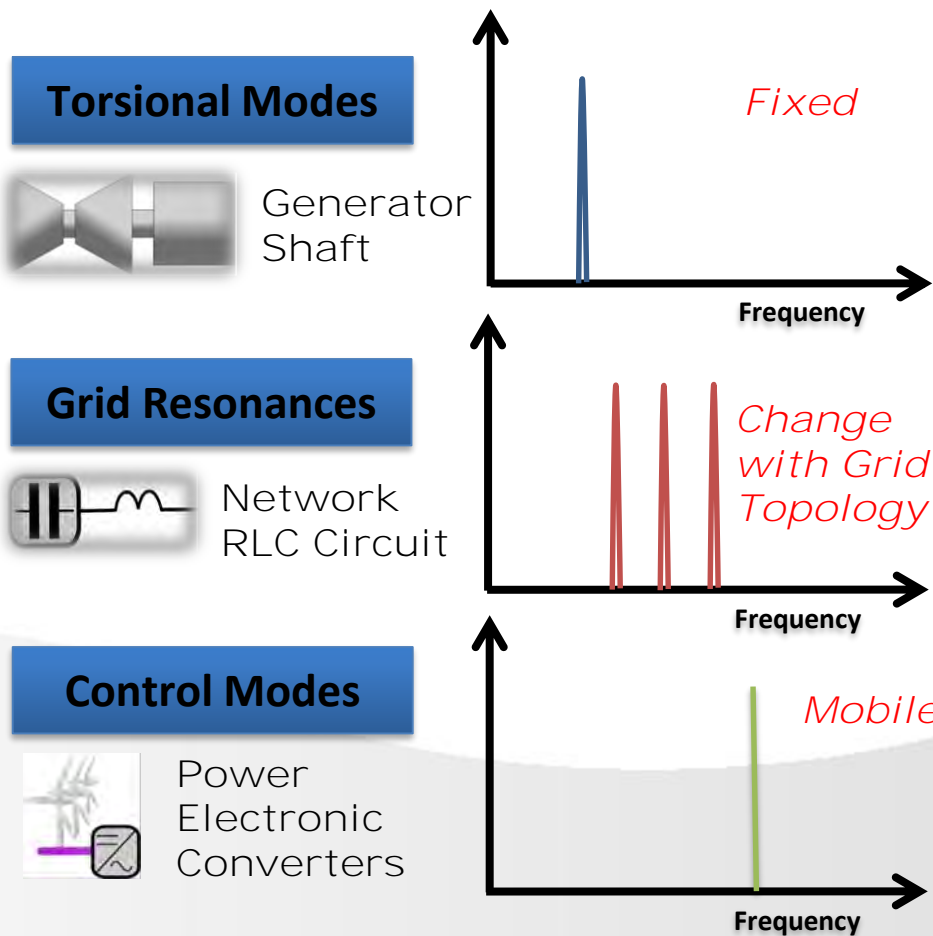 Torsional Modes
Fixed
Generator
Shaft
Frequency
Grid Resonances
Change
with Grid
Topology
Network
RLC Circuit
Frequency
Control Modes
Mobile
Power
Electronic
Converters
Frequency